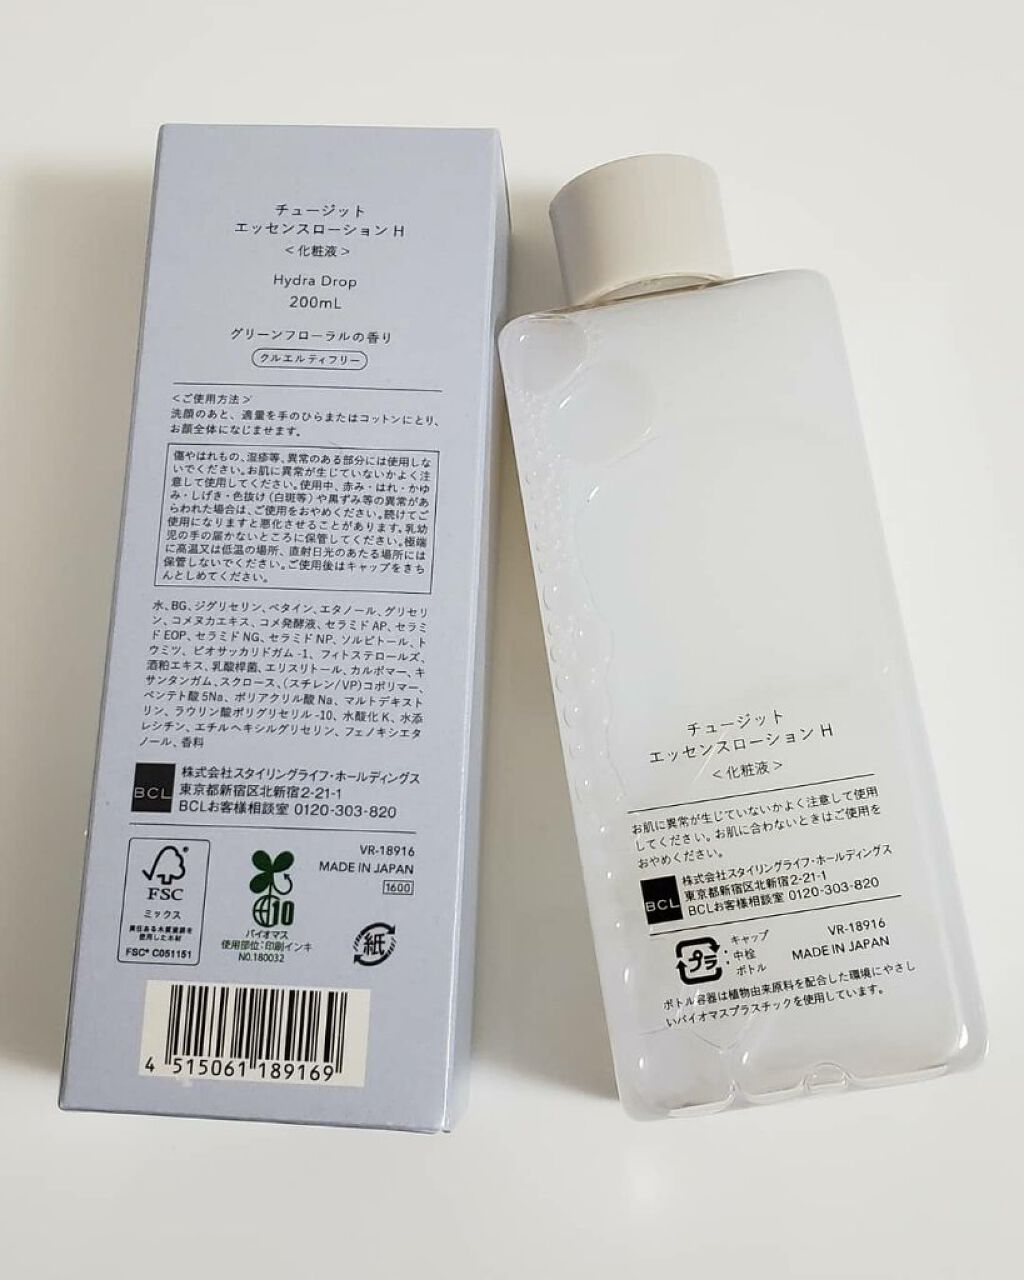 チュージット
エッセンスローション H
＜化粧液＞
Hydra Drop
200mL
グリーンフローラルの香り
クルエルティフリー
＜ご使用方法＞
洗顔のあと、適量を手のひらまたはコットンにとり、
お顔全体になじませます。
傷やはれもの、湿疹等、異常のある部分には使用しな
いでください。お肌に異常が生じていないかよく注
意して使用してください。使用中、赤み・はれ・かゆ
み・しげき・色抜け（白斑等）や黒ずみ等の異常があ
らわれた場合は、ご使用をおやめください。続けてご
使用になりますと悪化させることがあります。乳幼
児の手の届かないところに保管してください。極端
に高温又は低温の場所、直射日光のあたる場所には
保管しないでください。ご使用後はキャップをきち
んとしめてください。
水、BG、ジグリセリン、ベタイン、エタノール、グリセリ
ン、コメヌカエキス、コメ発酵液、セラミド AP、セラミ
ド EOP、セラミド NG、セラミド NP、ソルビトール、ト
ウミツ、ビオサッカリドガム -1、フィトステロールズ、
酒粕エキス、乳酸桿菌、エリスリトール、カルボマー、キ
サンタンガム、スクロース、（スチレン/VP）コポリマー、
ペンテト酸 5Na、ポリアクリル酸 Na、マルトデキスト
リン、ラウリン酸ポリグリセリル -10、水酸化 K、水添
レシチン、エチルヘキシルグリセリン、フェノキシエタ
ノール、香料
BCL
株式会社スタイリングライフ・ホールディングス
東京都新宿区北新宿2-21-1
BCLお客様相談室 0120-303-820
VR-18916
MADE IN JAPAN
1600
FSC
ミックス
責任ある木質資源を
使用した木材
FSC® C051151
10
バイオマス
使用部位：印刷インキ
NO.180032
紙
4 515061 189169
チュージット
エッセンスローション H
＜化粧液＞
お肌に異常が生じていないかよく注意して使用
してください。お肌に合わないときはご使用を
おやめください。
BCL
株式会社スタイリングライフ・ホールディングス
東京都新宿区北新宿2-21-1
BCLお客様相談室 0120-303-820
プラ
キャップ
・中栓
・ボトル
VR-18916
MADE IN JAPAN
ボトル容器は植物由来原料を配合した環境にやさし
いバイオマスプラスチックを使用しています。